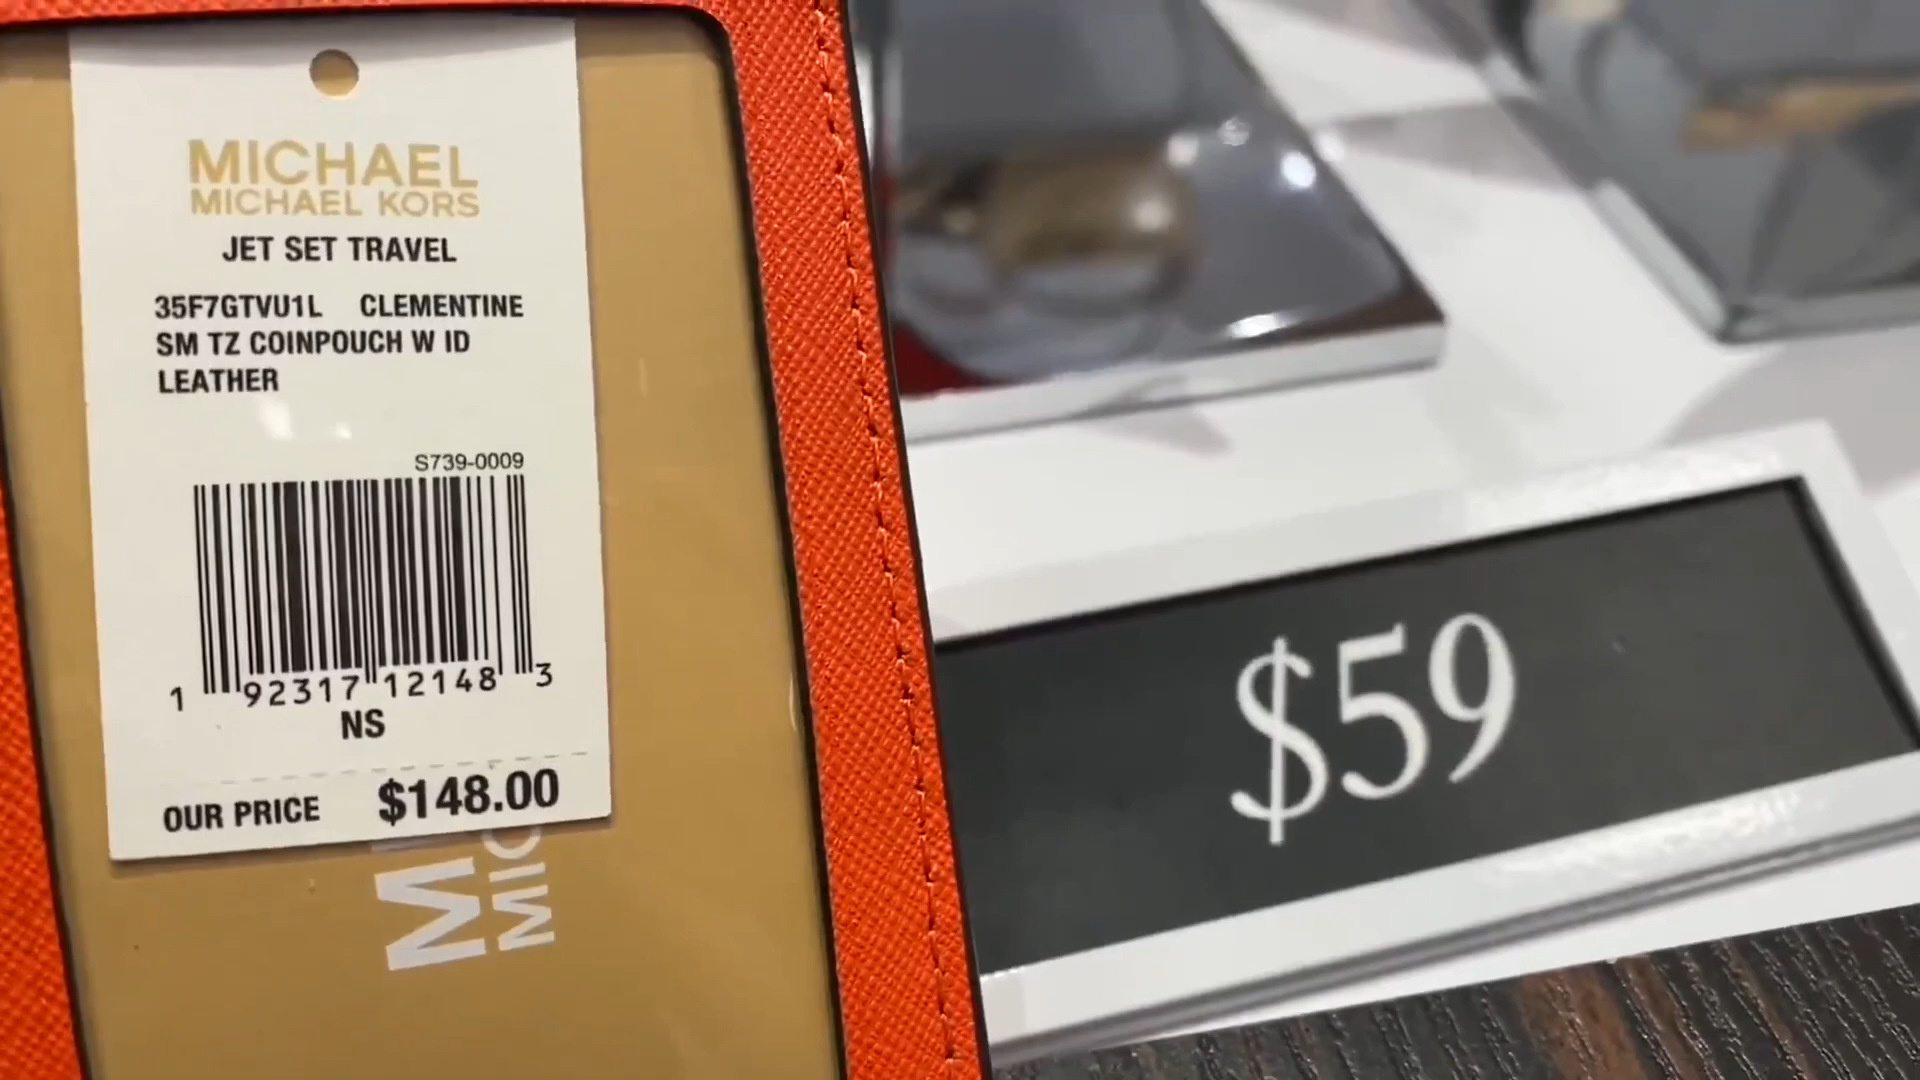 MICHAEL
MICHAEL KORS
JET SET TRAVEL
35F7GTVU1L CLEMENTINE
SM TZ COINPOUCH W ID
LEATHER
S739-0009
1 92317 12148 3
NS
OUR PRICE $148.00
$59